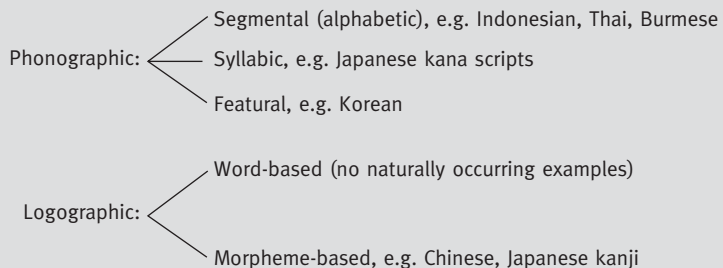 Phonographic:
Segmental (alphabetic), e.g. Indonesian, Thai, Burmese
Syllabic, e.g. Japanese kana scripts
Featural, e.g. Korean
Logographic:
Word-based (no naturally occurring examples)
Morpheme-based, e.g. Chinese, Japanese kanji